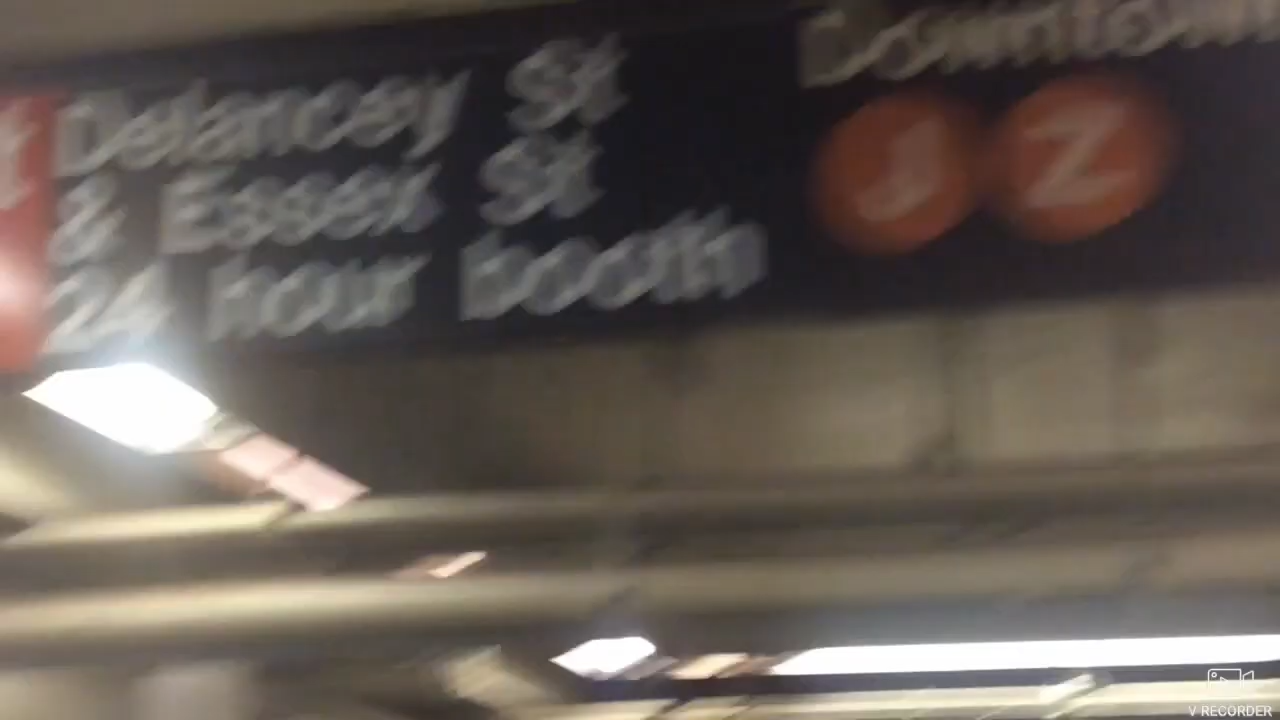 Delancey St
& Essex St
24 hour booth
Downtown
J Z
V RECORDER